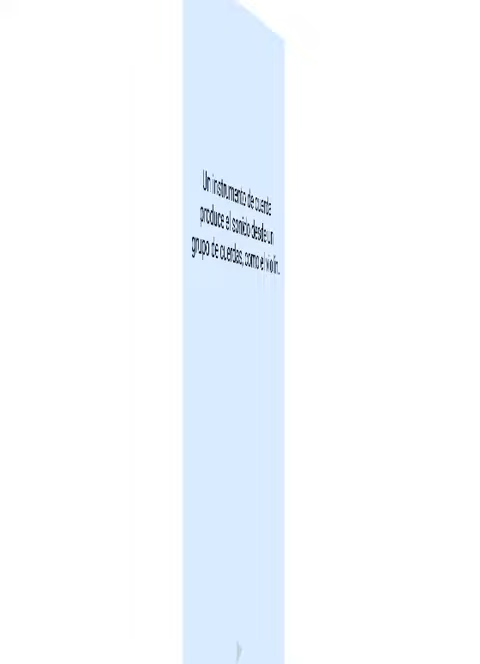 Un instrumento de cuerda
produce el sonido desde un
grupo de cuerdas, como el violín.